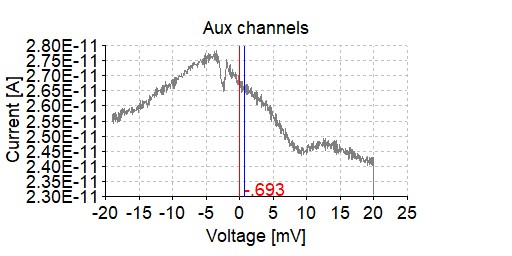 Aux channels
2.80E-11
2.75E-11
2.70E-11
2.65E-11
2.60E-11
2.55E-11
2.50E-11
2.45E-11
2.40E-11
2.35E-11
2.30E-11
Current [A]
-.693
-20 -15 -10 -5 0 5 10 15 20 25
Voltage [mV]